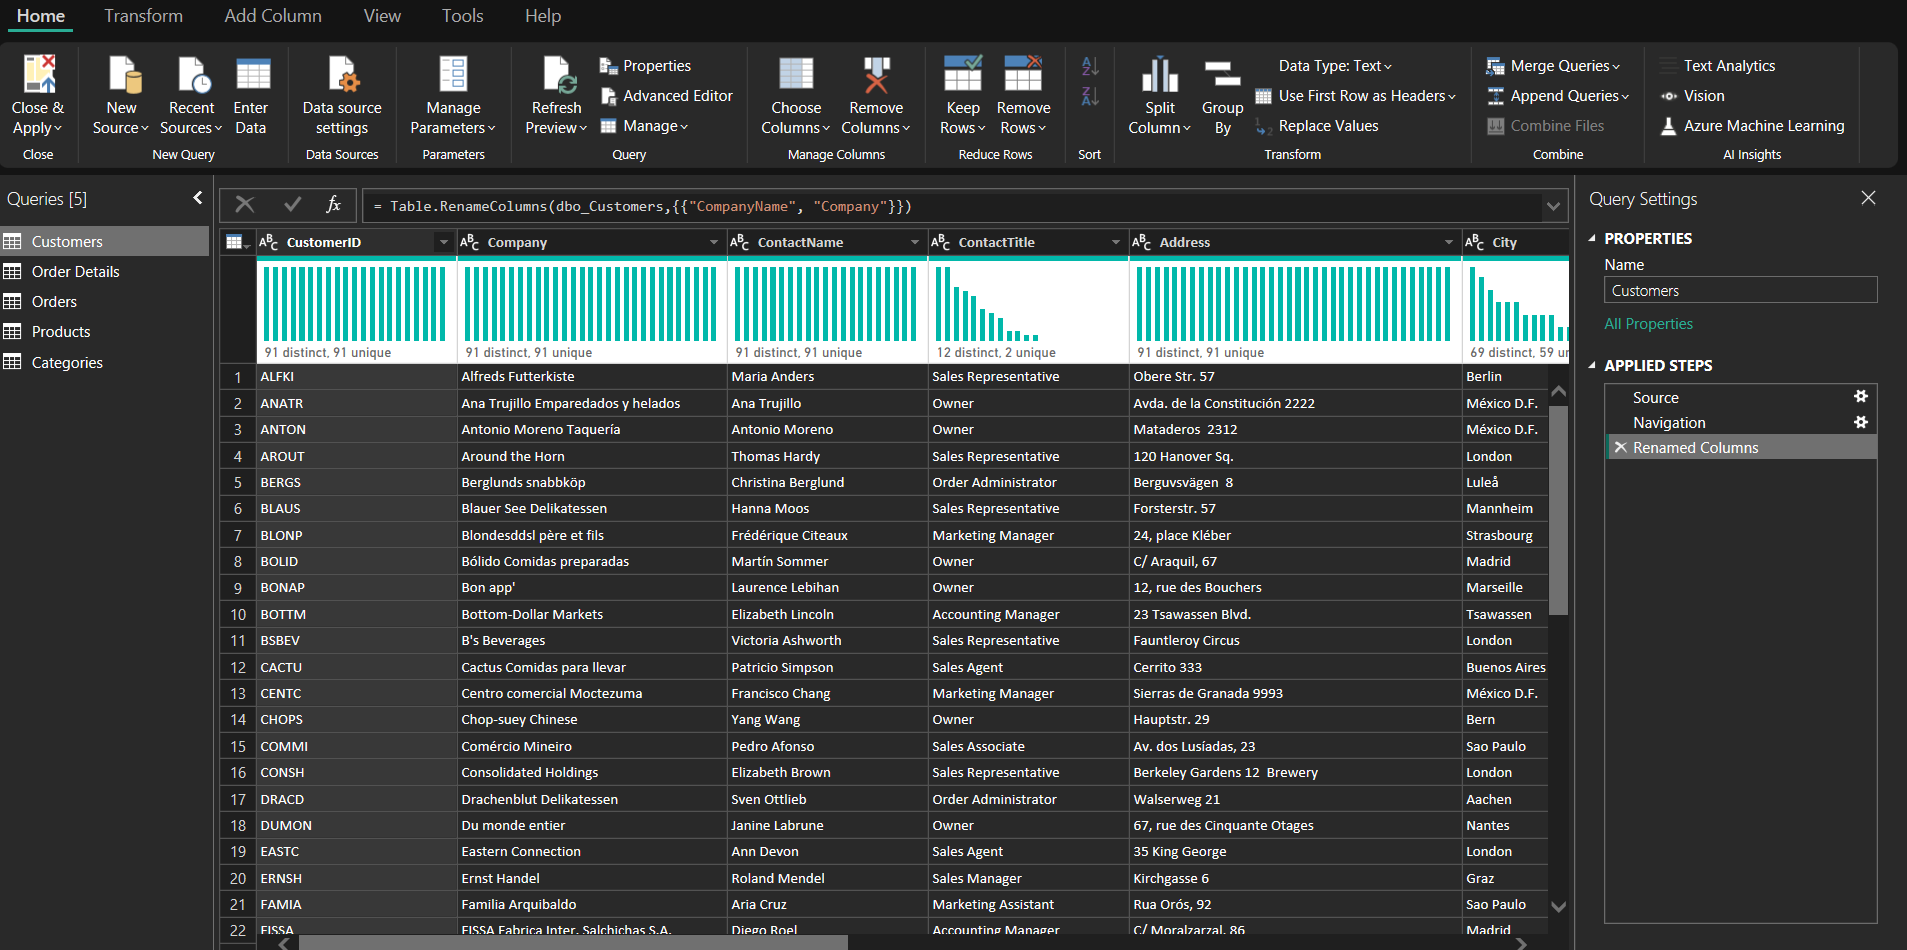 Home Transform Add Column View Tools Help
Close & Apply
Close
New Source
Recent Sources
Enter Data
New Query
Data source settings
Data Sources
Manage Parameters
Parameters
Refresh Preview
Properties
Advanced Editor
Manage
Query
Choose Columns
Remove Columns
Manage Columns
Keep Rows
Remove Rows
Reduce Rows
Sort
Split Column
Group By
Data Type: Text
Use First Row as Headers
Replace Values
Transform
Merge Queries
Append Queries
Combine Files
Combine
Text Analytics
Vision
Azure Machine Learning
AI Insights
Queries [5]
Customers
Order Details
Orders
Products
Categories
fx = Table.RenameColumns(dbo_Customers,{{"CompanyName", "Company"}})
CustomerID Company ContactName ContactTitle Address City
91 distinct, 91 unique 91 distinct, 91 unique 91 distinct, 91 unique 12 distinct, 2 unique 91 distinct, 91 unique 69 distinct, 59 un
1 ALFKI Alfreds Futterkiste Maria Anders Sales Representative Obere Str. 57 Berlin
2 ANATR Ana Trujillo Emparedados y helados Ana Trujillo Owner Avda. de la Constitución 2222 México D.F.
3 ANTON Antonio Moreno Taquería Antonio Moreno Owner Mataderos 2312 México D.F.
4 AROUT Around the Horn Thomas Hardy Sales Representative 120 Hanover Sq. London
5 BERGS Berglunds snabbköp Christina Berglund Order Administrator Berguvsvägen 8 Luleå
6 BLAUS Blauer See Delikatessen Hanna Moos Sales Representative Forsterstr. 57 Mannheim
7 BLONP Blondesddsl père et fils Frédérique Citeaux Marketing Manager 24, place Kléber Strasbourg
8 BOLID Bólido Comidas preparadas Martín Sommer Owner C/ Araquil, 67 Madrid
9 BONAP Bon app' Laurence Lebihan Owner 12, rue des Bouchers Marseille
10 BOTTM Bottom-Dollar Markets Elizabeth Lincoln Accounting Manager 23 Tsawassen Blvd. Tsawassen
11 BSBEV B's Beverages Victoria Ashworth Sales Representative Fauntleroy Circus London
12 CACTU Cactus Comidas para llevar Patricio Simpson Sales Agent Cerrito 333 Buenos Aires
13 CENTC Centro comercial Moctezuma Francisco Chang Marketing Manager Sierras de Granada 9993 México D.F.
14 CHOPS Chop-suey Chinese Yang Wang Owner Hauptstr. 29 Bern
15 COMMI Comércio Mineiro Pedro Afonso Sales Associate Av. dos Lusíadas, 23 Sao Paulo
16 CONSH Consolidated Holdings Elizabeth Brown Sales Representative Berkeley Gardens 12 Brewery London
17 DRACD Drachenblut Delikatessen Sven Ottlieb Order Administrator Walserweg 21 Aachen
18 DUMON Du monde entier Janine Labrune Owner 67, rue des Cinquante Otages Nantes
19 EASTC Eastern Connection Ann Devon Sales Agent 35 King George London
20 ERNSH Ernst Handel Roland Mendel Sales Manager Kirchgasse 6 Graz
21 FAMIA Familia Arquibaldo Aria Cruz Marketing Assistant Rua Orós, 92 Sao Paulo
22 FISSA FISSA Fabrica Inter. Salchichas S.A. Diego Roel Accounting Manager C/ Moralzarzal, 86 Madrid
Query Settings
PROPERTIES
Name
Customers
All Properties
APPLIED STEPS
Source
Navigation
Renamed Columns